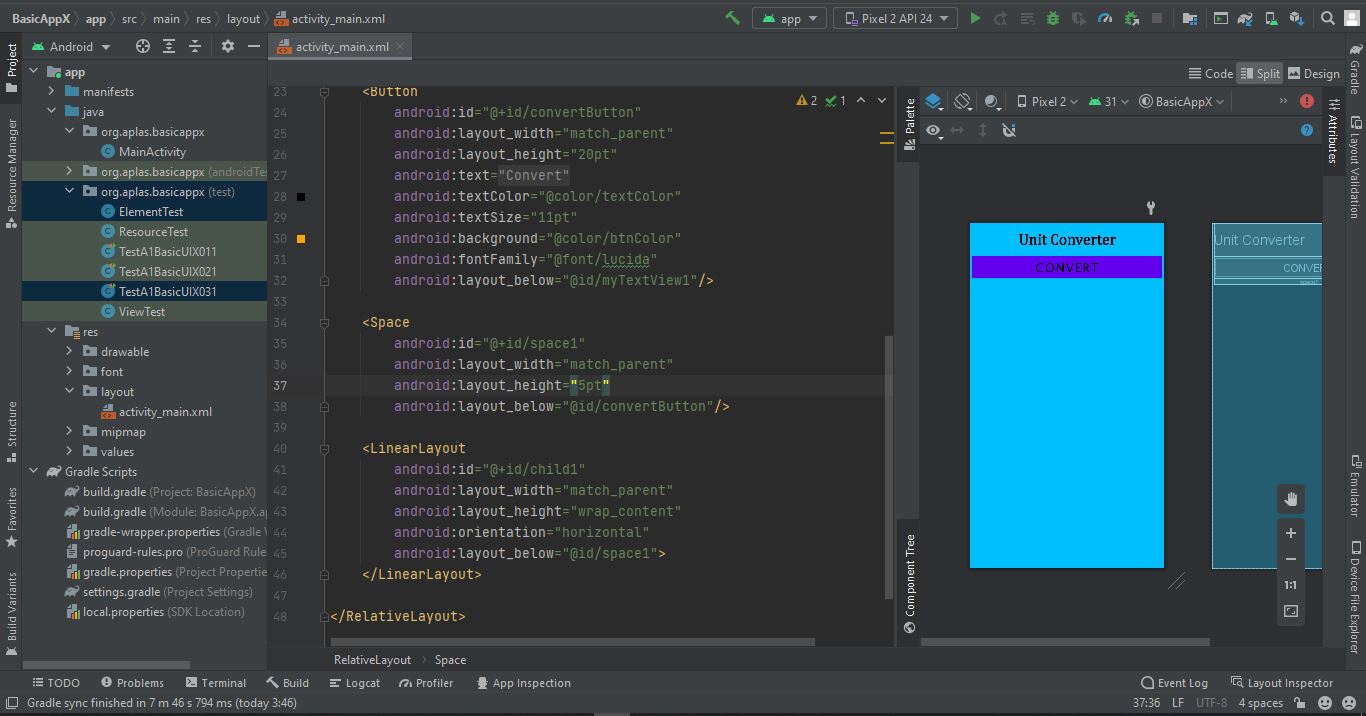 BasicAppX app src main res layout activity_main.xml app Pixel 2 API 24
Android
activity_main.xml
Code Split Design
Project
Resource Manager
Structure
Favorites
Build Variants
app
manifests
java
org.aplas.basicappx
MainActivity
org.aplas.basicappx (androidTe
org.aplas.basicappx (test)
ElementTest
ResourceTest
TestA1BasicUIX011
TestA1BasicUIX021
TestA1BasicUIX031
ViewTest
res
drawable
font
layout
activity_main.xml
mipmap
values
Gradle Scripts
build.gradle (Project: BasicAppX)
build.gradle (Module: BasicAppX.a
gradle-wrapper.properties (Gradle V
proguard-rules.pro (ProGuard Rule
gradle.properties (Project Propertie
settings.gradle (Project Settings)
local.properties (SDK Location)
2 1
23 <Button
24 android:id="@+id/convertButton"
25 android:layout_width="match_parent"
26 android:layout_height="20pt"
27 android:text="Convert"
28 android:textColor="@color/textColor"
29 android:textSize="11pt"
30 android:background="@color/btnColor"
31 android:fontFamily="@font/lucida"
32 android:layout_below="@id/myTextView1"/>
33
34 <Space
35 android:id="@+id/space1"
36 android:layout_width="match_parent"
37 android:layout_height="5pt"
38 android:layout_below="@id/convertButton"/>
39
40 <LinearLayout
41 android:id="@+id/child1"
42 android:layout_width="match_parent"
43 android:layout_height="wrap_content"
44 android:orientation="horizontal"
45 android:layout_below="@id/space1">
46 </LinearLayout>
47
48 </RelativeLayout>
RelativeLayout Space
Palette
Component Tree
Pixel 2 31 BasicAppX
Unit Converter
CONVERT
Unit Converter
CONVER
space1
1:1
Attributes
Gradle
Layout Validation
Emulator
Device File Explorer
TODO Problems Terminal Build Logcat Profiler App Inspection Event Log Layout Inspector
Gradle sync finished in 7 m 46 s 794 ms (today 3:46) 37:36 LF UTF-8 4 spaces